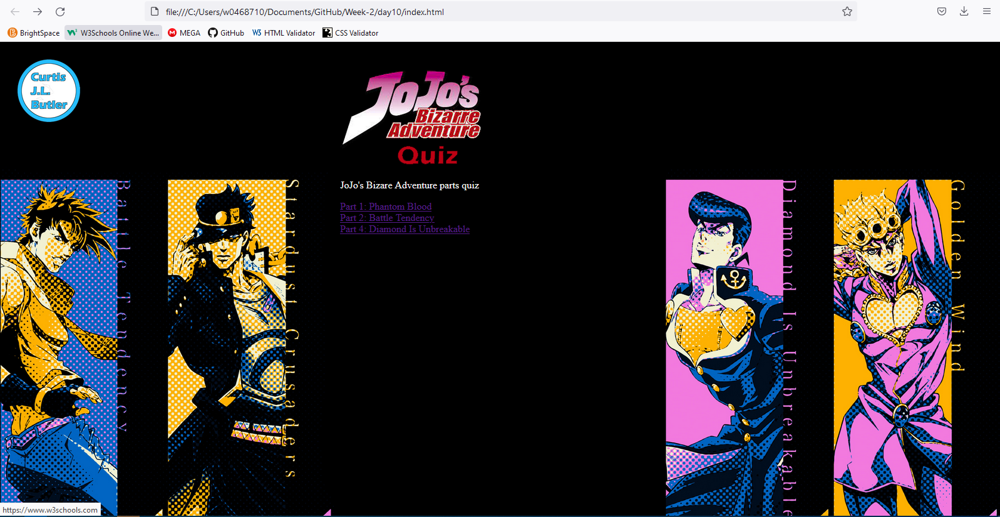 file:///C:/Users/w0468710/Documents/GitHub/Week-2/day10/index.html
BrightSpace W3Schools Online We... MEGA GitHub W3 HTML Validator CSS Validator
Curtis
J.L.
Butler
JoJo's
Bizarre
Adventure
Quiz
JoJo's Bizare Adventure parts quiz
Part 1: Phantom Blood
Part 2: Battle Tendency
Part 4: Diamond Is Unbreakable
Battle Tendency
Stardust Crusaders
Diamond Is Unbreakable
Golden Wind
https://www.w3schools.com